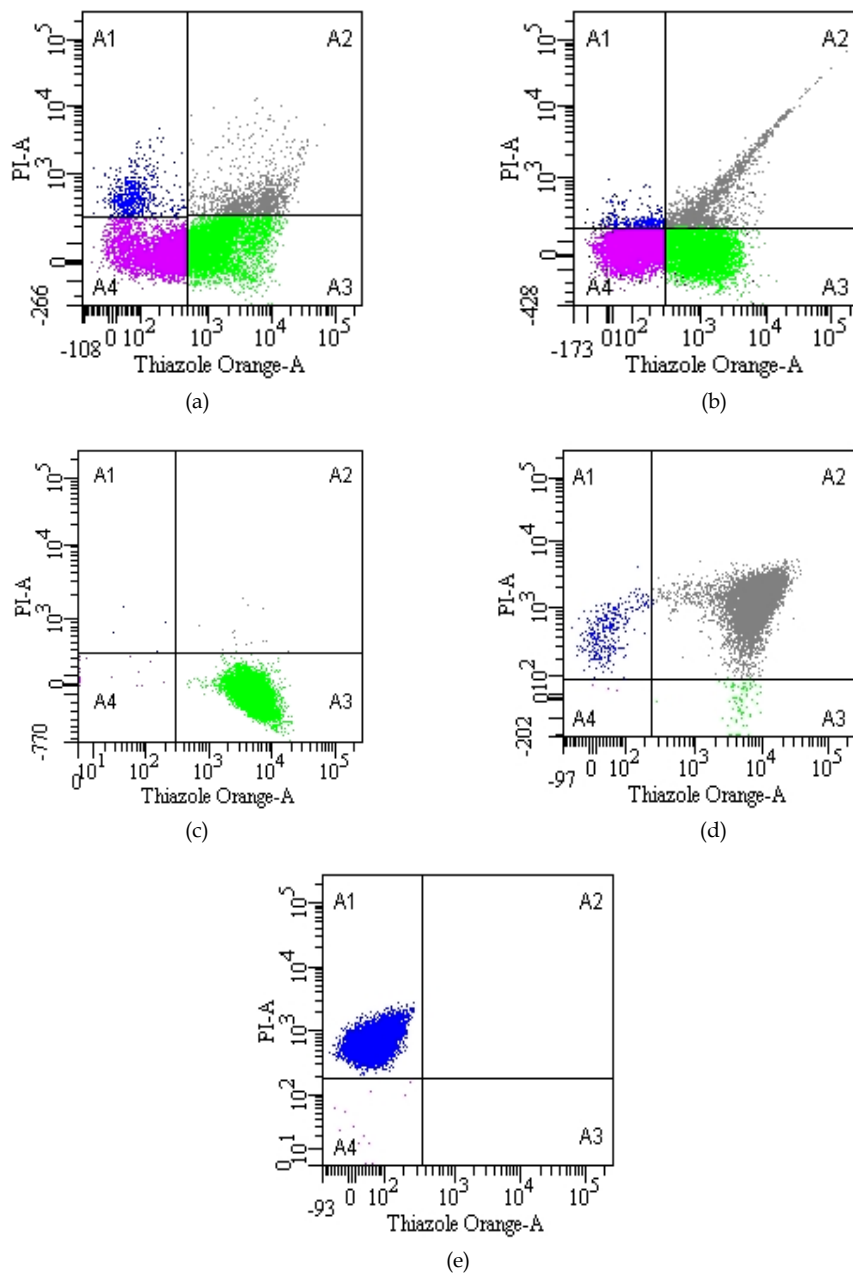 A1 A2
10^5
10^4
10^3
0
-266
PI-A
A4 A3
-108 0 10^2 10^3 10^4 10^5
Thiazole Orange-A
(a)
A1 A2
10^5
10^4
10^3
0
-428
PI-A
A4 A3
-173 0 10^2 10^3 10^4 10^5
Thiazole Orange-A
(b)
A1 A2
10^5
10^4
10^3
0
-770
PI-A
A4 A3
0 10^1 10^2 10^3 10^4 10^5
Thiazole Orange-A
(c)
A1 A2
10^5
10^4
10^3
10^2
0
-202
PI-A
A4 A3
-97 0 10^2 10^3 10^4 10^5
Thiazole Orange-A
(d)
A1 A2
10^5
10^4
10^3
10^2
10^1
0
PI-A
A4 A3
-93 0 10^2 10^3 10^4 10^5
Thiazole Orange-A
(e)